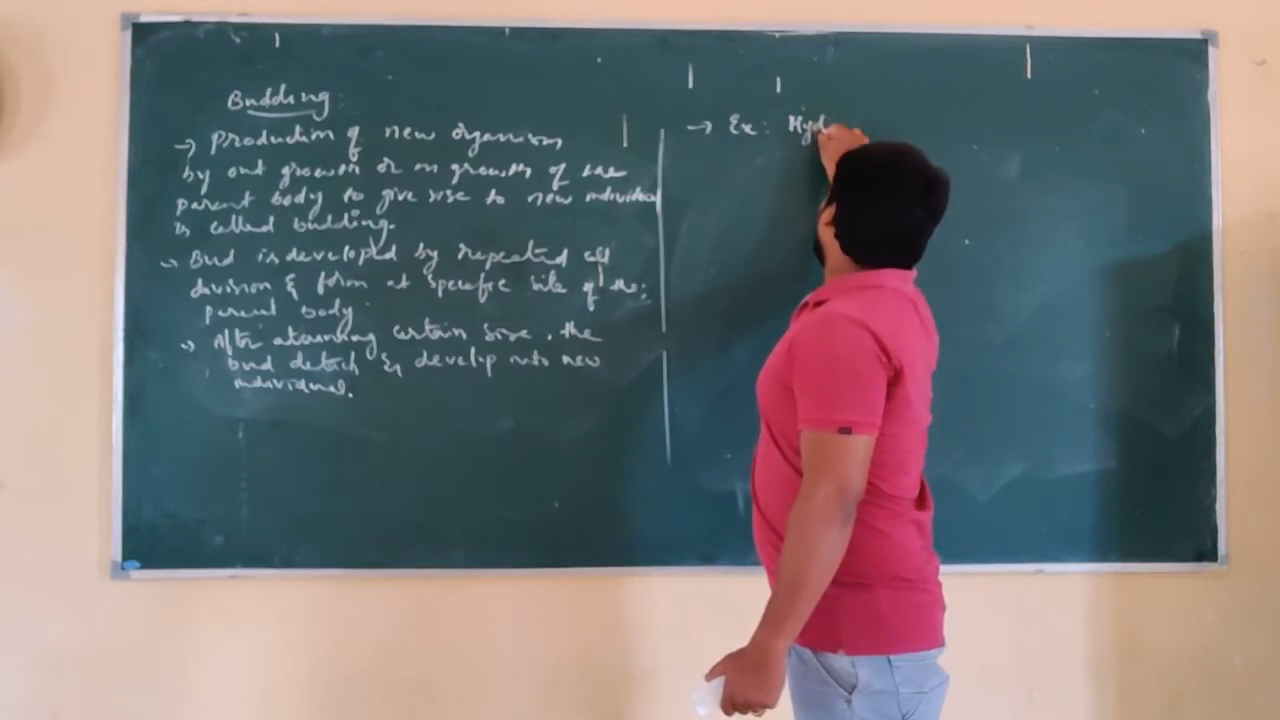 Budding
→ Production of new organism
by out growth or in growth of the
parent body to give rise to new individual
is called budding.
→ Bud is developed by repeated cell
division & form at specific site of the
parent body
→ After attaining certain size, the
bud detach & develop into new
individual.
→ Ex: Hyd